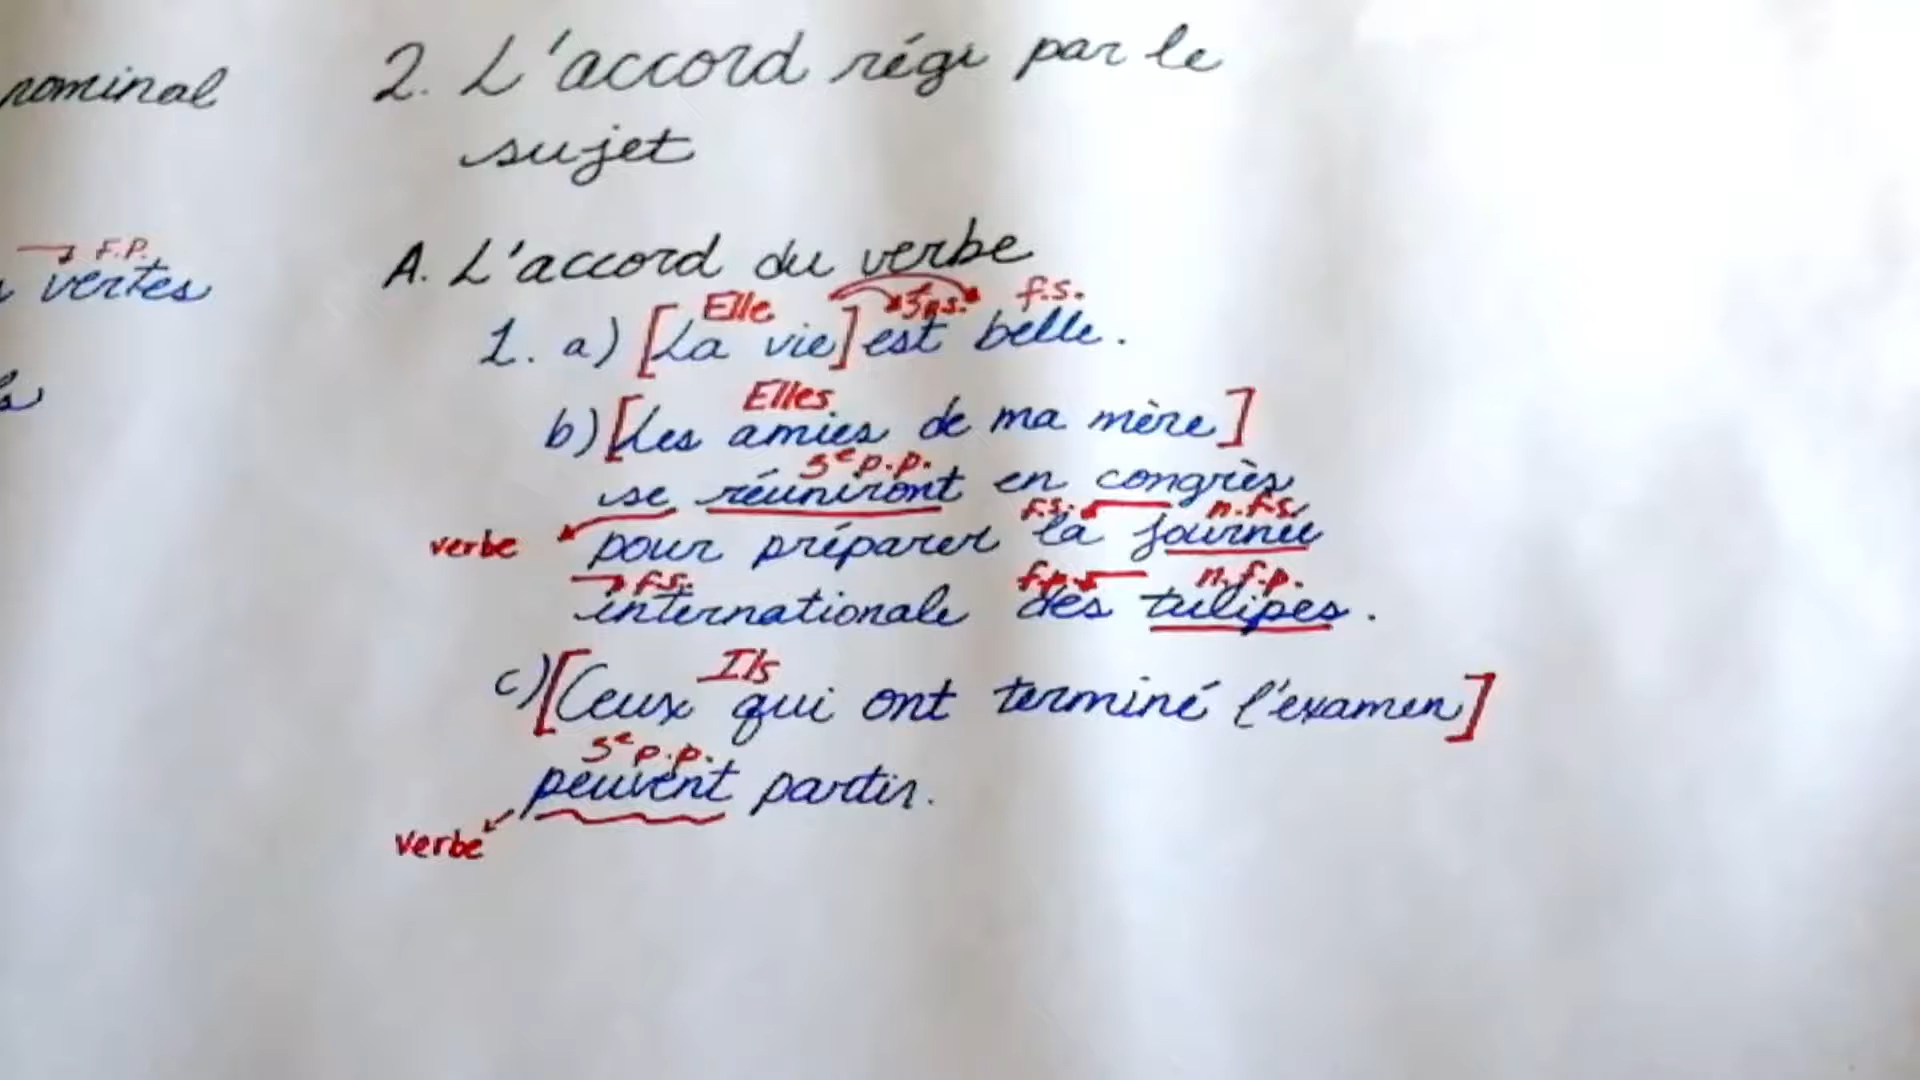 nominal
F.P.
vertes
2. L'accord régi par le
sujet
A. L'accord du verbe
Elle f.s.
1. a) [La vie] est belle.
Elles
b) [Les amies de ma mère]
3e p.p.
se réuniront en congrès
F.S. n.f.s.
verbe pour préparer la journée
F.S. f.p. n.f.p.
internationale des tulipes.
Ils
c) [Ceux qui ont terminé l'examen]
3e p.p.
peuvent partir.
verbe